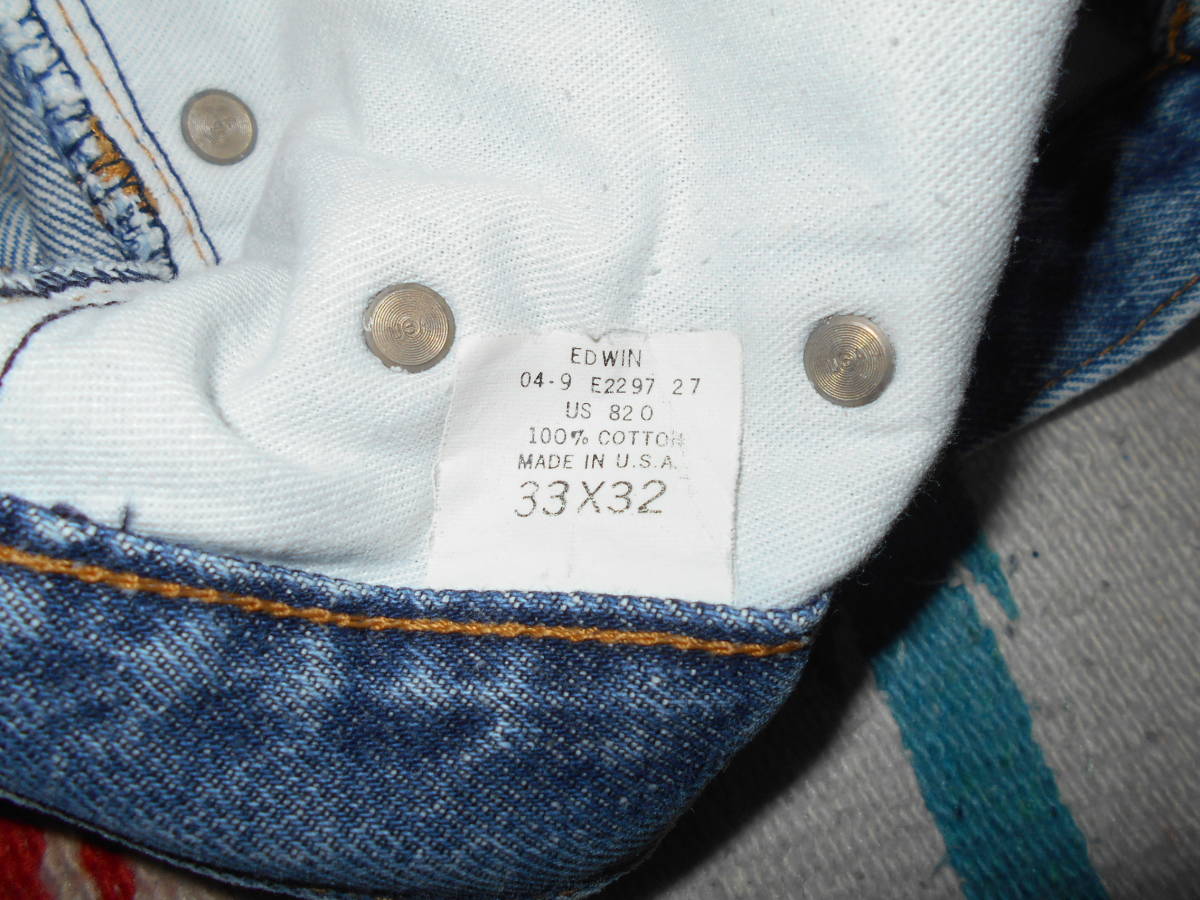 EDWIN
04-9 E2297 27
US 820
100% COTTON
MADE IN U.S.A.
33X32